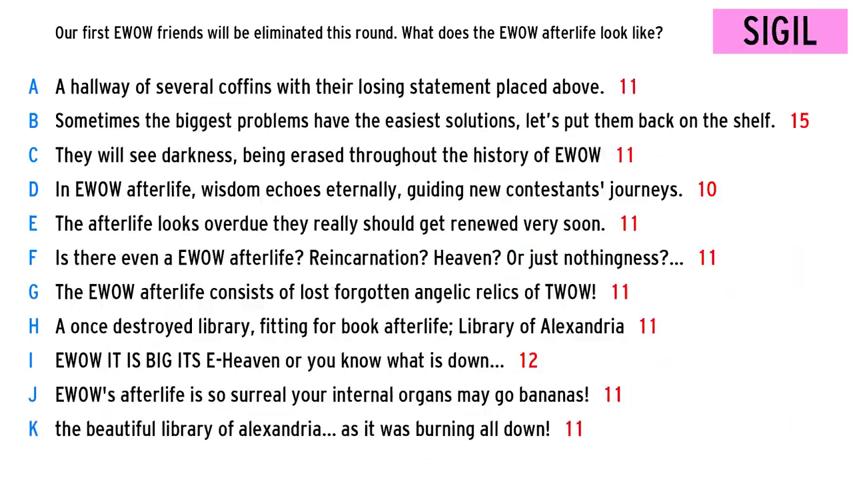 Our first EWOW friends will be eliminated this round. What does the EWOW afterlife look like?
SIGIL
A A hallway of several coffins with their losing statement placed above. 11
B Sometimes the biggest problems have the easiest solutions, let's put them back on the shelf. 15
C They will see darkness, being erased throughout the history of EWOW 11
D In EWOW afterlife, wisdom echoes eternally, guiding new contestants' journeys. 10
E The afterlife looks overdue they really should get renewed very soon. 11
F Is there even a EWOW afterlife? Reincarnation? Heaven? Or just nothingness?... 11
G The EWOW afterlife consists of lost forgotten angelic relics of TWOW! 11
H A once destroyed library, fitting for book afterlife; Library of Alexandria 11
I EWOW IT IS BIG ITS E-Heaven or you know what is down... 12
J EWOW's afterlife is so surreal your internal organs may go bananas! 11
K the beautiful library of alexandria... as it was burning all down! 11